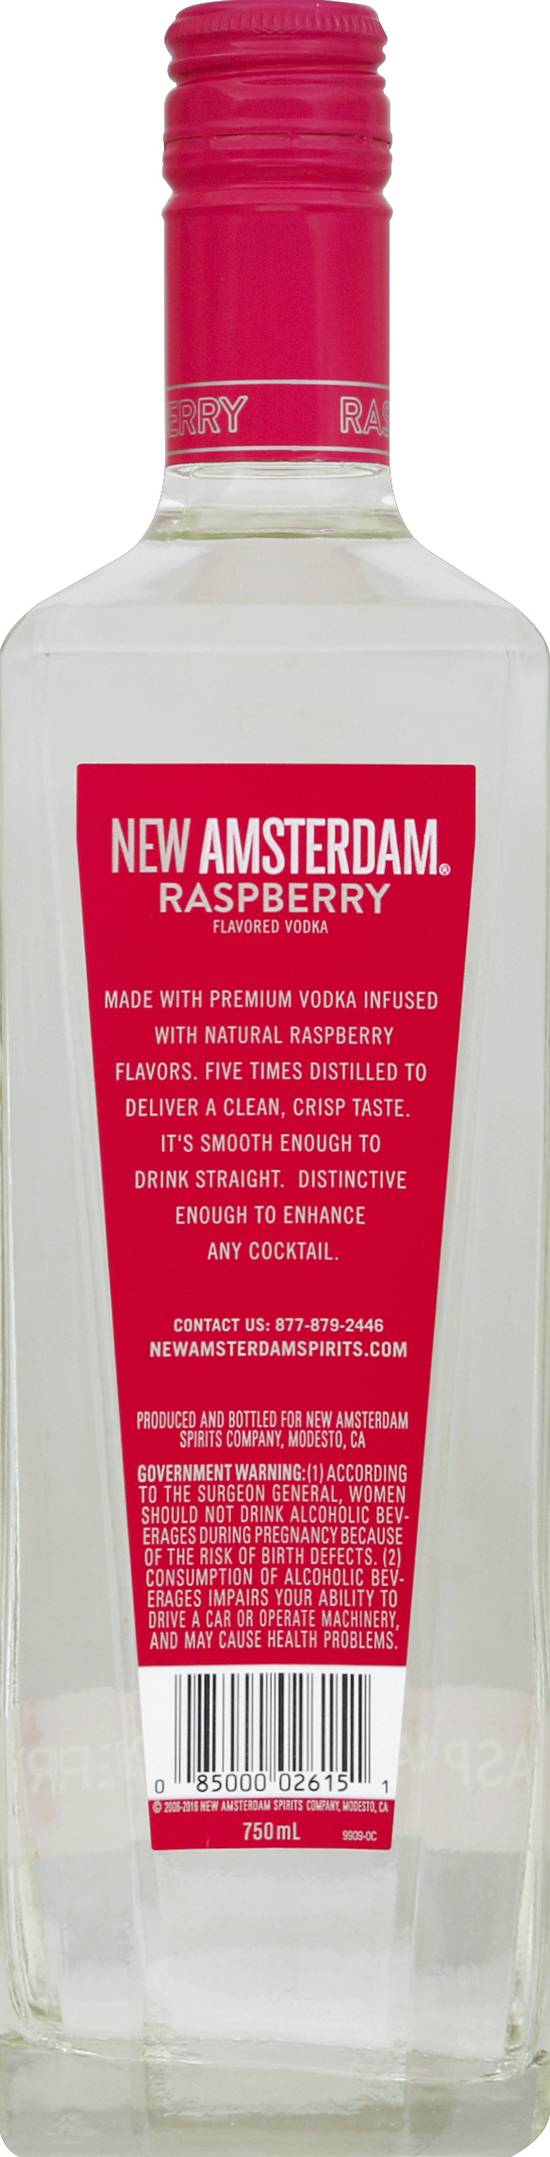 ERRY RAS
NEW AMSTERDAM®
RASPBERRY
FLAVORED VODKA
MADE WITH PREMIUM VODKA INFUSED
WITH NATURAL RASPBERRY
FLAVORS. FIVE TIMES DISTILLED TO
DELIVER A CLEAN, CRISP TASTE.
IT'S SMOOTH ENOUGH TO
DRINK STRAIGHT. DISTINCTIVE
ENOUGH TO ENHANCE
ANY COCKTAIL.
CONTACT US: 877-879-2446
NEWAMSTERDAMSPIRITS.COM
PRODUCED AND BOTTLED FOR NEW AMSTERDAM
SPIRITS COMPANY, MODESTO, CA
GOVERNMENT WARNING: (1) ACCORDING
TO THE SURGEON GENERAL, WOMEN
SHOULD NOT DRINK ALCOHOLIC BEV-
ERAGES DURING PREGNANCY BECAUSE
OF THE RISK OF BIRTH DEFECTS. (2)
CONSUMPTION OF ALCOHOLIC BEV-
ERAGES IMPAIRS YOUR ABILITY TO
DRIVE A CAR OR OPERATE MACHINERY,
AND MAY CAUSE HEALTH PROBLEMS.
0 85000 02615 1
© NEW AMSTERDAM SPIRITS COMPANY, MODESTO, CA
750 mL 9909-0C